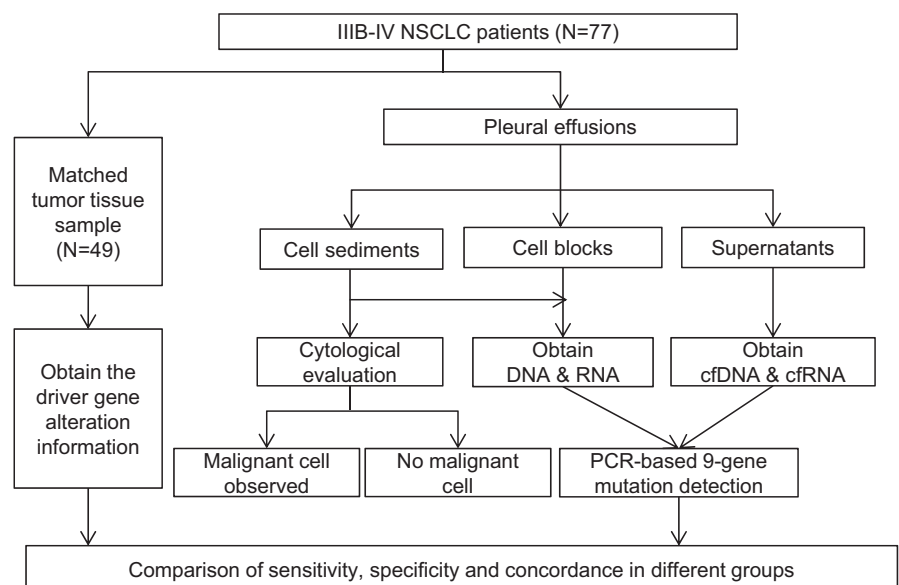 IIIB-IV NSCLC patients (N=77)
Pleural effusions
Matched
tumor tissue
sample
(N=49)
Cell sediments
Cell blocks
Supernatants
Obtain the
driver gene
alteration
information
Cytological
evaluation
Obtain
DNA & RNA
Obtain
cfDNA & cfRNA
Malignant cell
observed
No malignant
cell
PCR-based 9-gene
mutation detection
Comparison of sensitivity, specificity and concordance in different groups